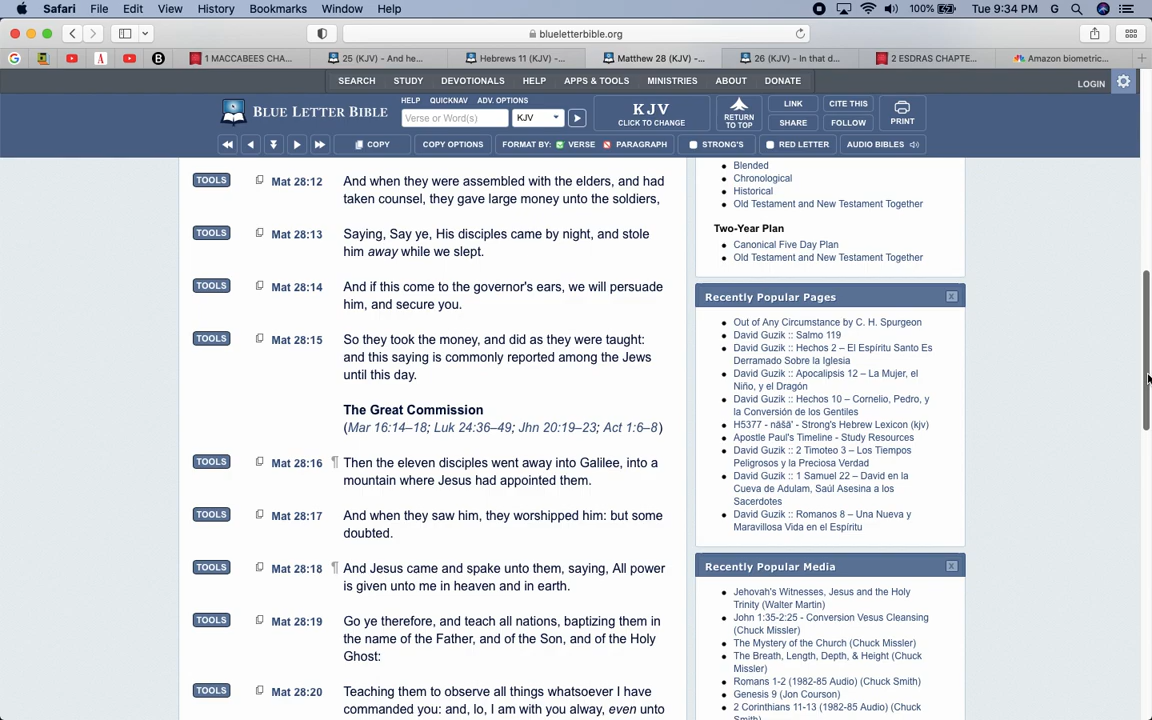 Safari File Edit View History Bookmarks Window Help 100% Tue 9:34 PM G
blueletterbible.org
1 MACCABEES CHA... 25 (KJV) - And he... Hebrews 11 (KJV) -... Matthew 28 (KJV) -... 26 (KJV) - In that d... 2 ESDRAS CHAPTE... Amazon biometric...
SEARCH STUDY DEVOTIONALS HELP APPS & TOOLS MINISTRIES ABOUT DONATE LOGIN
BLUE LETTER BIBLE
HELP QUICKNAV ADV. OPTIONS
Verse or Word(s) KJV
KJV
CLICK TO CHANGE
RETURN
TO TOP
LINK CITE THIS
SHARE FOLLOW
PRINT
COPY COPY OPTIONS FORMAT BY: VERSE PARAGRAPH STRONG'S RED LETTER AUDIO BIBLES
TOOLS Mat 28:12 And when they were assembled with the elders, and had
taken counsel, they gave large money unto the soldiers,
TOOLS Mat 28:13 Saying, Say ye, His disciples came by night, and stole
him away while we slept.
TOOLS Mat 28:14 And if this come to the governor's ears, we will persuade
him, and secure you.
TOOLS Mat 28:15 So they took the money, and did as they were taught:
and this saying is commonly reported among the Jews
until this day.
The Great Commission
(Mar 16:14–18; Luk 24:36–49; Jhn 20:19–23; Act 1:6–8)
TOOLS Mat 28:16 ¶ Then the eleven disciples went away into Galilee, into a
mountain where Jesus had appointed them.
TOOLS Mat 28:17 And when they saw him, they worshipped him: but some
doubted.
TOOLS Mat 28:18 ¶ And Jesus came and spake unto them, saying, All power
is given unto me in heaven and in earth.
TOOLS Mat 28:19 Go ye therefore, and teach all nations, baptizing them in
the name of the Father, and of the Son, and of the Holy
Ghost:
TOOLS Mat 28:20 Teaching them to observe all things whatsoever I have
commanded you: and, lo, I am with you alway, even unto
Blended
Chronological
Historical
Old Testament and New Testament Together
Two-Year Plan
Canonical Five Day Plan
Old Testament and New Testament Together
Recently Popular Pages
Out of Any Circumstance by C. H. Spurgeon
David Guzik :: Salmo 119
David Guzik :: Hechos 2 – El Espíritu Santo Es
Derramado Sobre la Iglesia
David Guzik :: Apocalipsis 12 – La Mujer, el
Niño, y el Dragón
David Guzik :: Hechos 10 – Cornelio, Pedro, y
la Conversión de los Gentiles
H5377 - nāšā' - Strong's Hebrew Lexicon (kjv)
Apostle Paul's Timeline - Study Resources
David Guzik :: 2 Timoteo 3 – Los Tiempos
Peligrosos y la Preciosa Verdad
David Guzik :: 1 Samuel 22 – David en la
Cueva de Adulam, Saúl Asesina a los
Sacerdotes
David Guzik :: Romanos 8 – Una Nueva y
Maravillosa Vida en el Espíritu
Recently Popular Media
Jehovah's Witnesses, Jesus and the Holy
Trinity (Walter Martin)
John 1:35-2:25 - Conversion Versus Cleansing
(Chuck Missler)
The Mystery of the Church (Chuck Missler)
The Breath, Length, Depth, & Height (Chuck
Missler)
Romans 1-2 (1982-85 Audio) (Chuck Smith)
Genesis 9 (Jon Courson)
2 Corinthians 11-13 (1982-85 Audio) (Chuck
Smith)